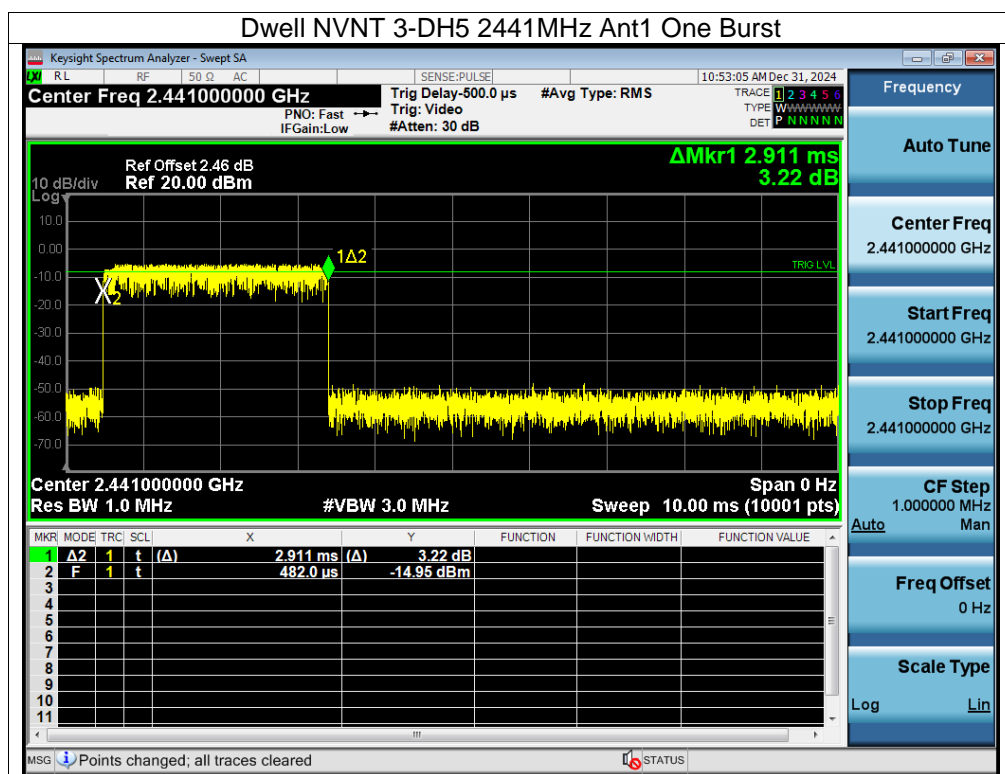 Dwell NVNT 3-DH5 2441MHz Ant1 One Burst
Keysight Spectrum Analyzer - Swept SA
LXI RL RF 50 Ω AC SENSE:PULSE 10:53:05 AM Dec 31, 2024
Center Freq 2.441000000 GHz Trig Delay-500.0 µs #Avg Type: RMS TRACE 1 2 3 4 5 6
PNO: Fast Trig: Video TYPE WWWWWW
IFGain:Low #Atten: 30 dB DET P N N N N N
Frequency
Auto Tune
Center Freq
2.441000000 GHz
Start Freq
2.441000000 GHz
Stop Freq
2.441000000 GHz
CF Step
1.000000 MHz
Auto Man
Freq Offset
0 Hz
Scale Type
Log Lin
ΔMkr1 2.911 ms
3.22 dB
Ref Offset 2.46 dB
10 dB/div Ref 20.00 dBm
Log
10.0
0.00
-10.0
-20.0
-30.0
-40.0
-50.0
-60.0
-70.0
1Δ2
TRIG LVL
2
Center 2.441000000 GHz Span 0 Hz
Res BW 1.0 MHz #VBW 3.0 MHz Sweep 10.00 ms (10001 pts)
MKR MODE TRC SCL X Y FUNCTION FUNCTION WIDTH FUNCTION VALUE
1 Δ2 1 t (Δ) 2.911 ms (Δ) 3.22 dB
2 F 1 t 482.0 µs -14.95 dBm
3
4
5
6
7
8
9
10
11
MSG Points changed; all traces cleared STATUS